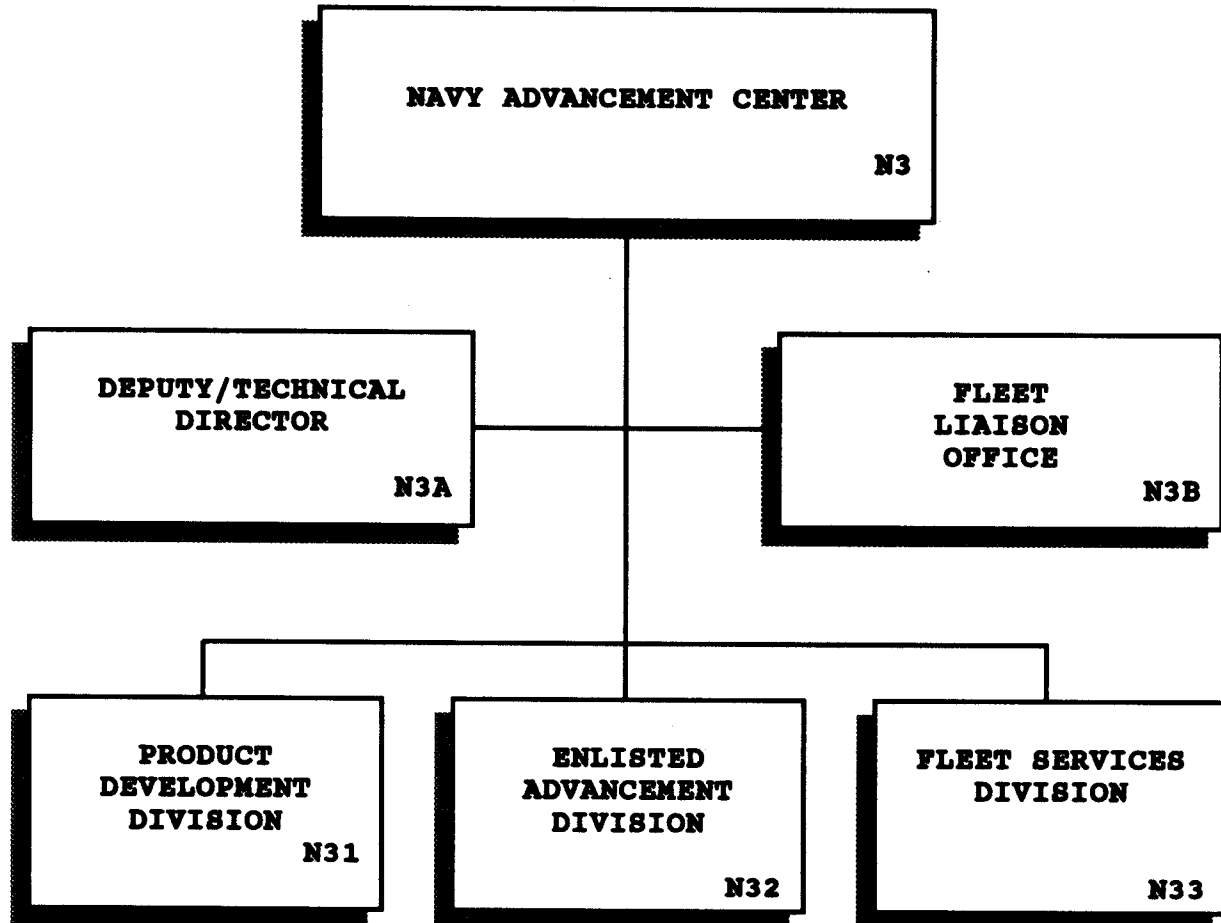 NAVY ADVANCEMENT CENTER
N3
DEPUTY/TECHNICAL
DIRECTOR
N3A
FLEET
LIAISON
OFFICE
N3B
PRODUCT
DEVELOPMENT
DIVISION
N31
ENLISTED
ADVANCEMENT
DIVISION
N32
FLEET SERVICES
DIVISION
N33